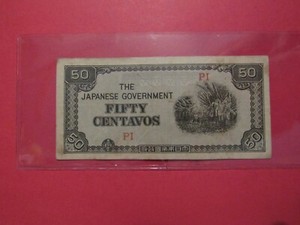 50 50
THE
JAPANESE GOVERNMENT
PI
FIFTY
CENTAVOS
PI
50 50